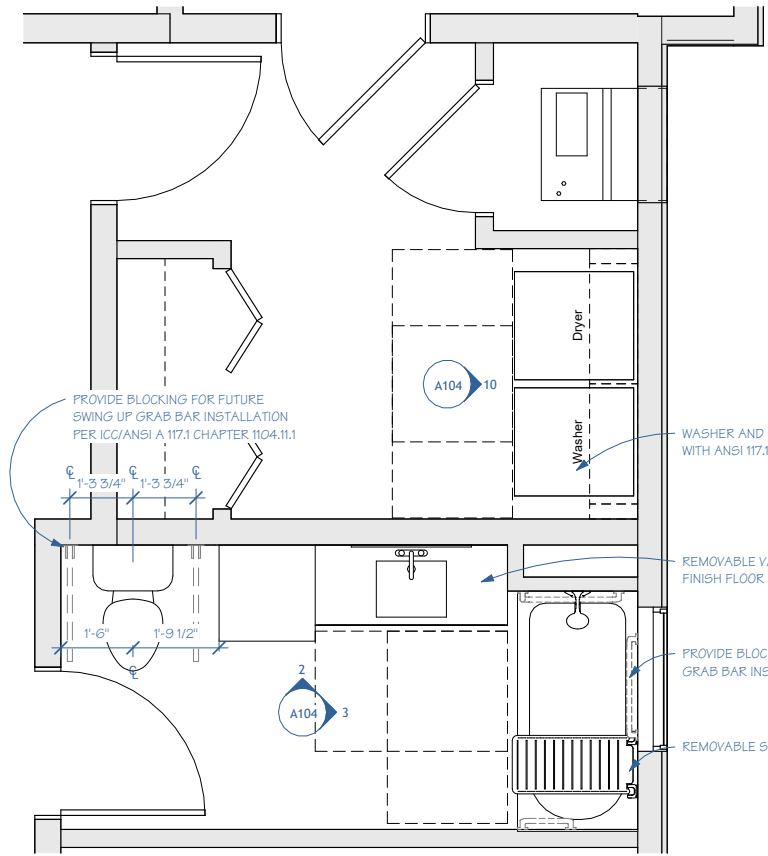 Dryer
A104
10
Washer
PROVIDE BLOCKING FOR FUTURE
SWING UP GRAB BAR INSTALLATION
PER ICC/ANSI A 117.1 CHAPTER 1104.11.1
WASHER AND
WITH ANSI 117.1
℄ ℄ ℄
1'-3 3/4" 1'-3 3/4"
REMOVABLE VA
FINISH FLOOR
1'-6" 1'-9 1/2"
℄
PROVIDE BLOC
GRAB BAR INS
2
A104
3
REMOVABLE S